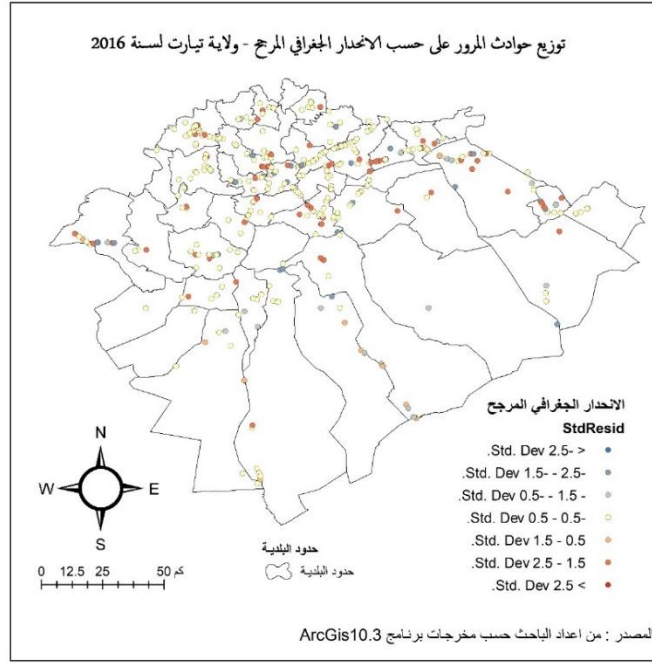 توزيع حوادث المرور على حسب الانحدار الجغرافي المرجح - ولاية تيارت لسنة 2016
الانحدار الجغرافي المرجح
StdResid
.Std. Dev 2.5- >
.Std. Dev 1.5- - 2.5-
.Std. Dev 0.5- - 1.5-
.Std. Dev 0.5 - 0.5-
.Std. Dev 1.5 - 0.5
.Std. Dev 2.5 - 1.5
.Std. Dev 2.5 <
N
W E
S
حدود البلدية
حدود البلدية
0 12.5 25 50 كم
المصدر : من اعداد الباحث حسب مخرجات برنامج ArcGis10.3